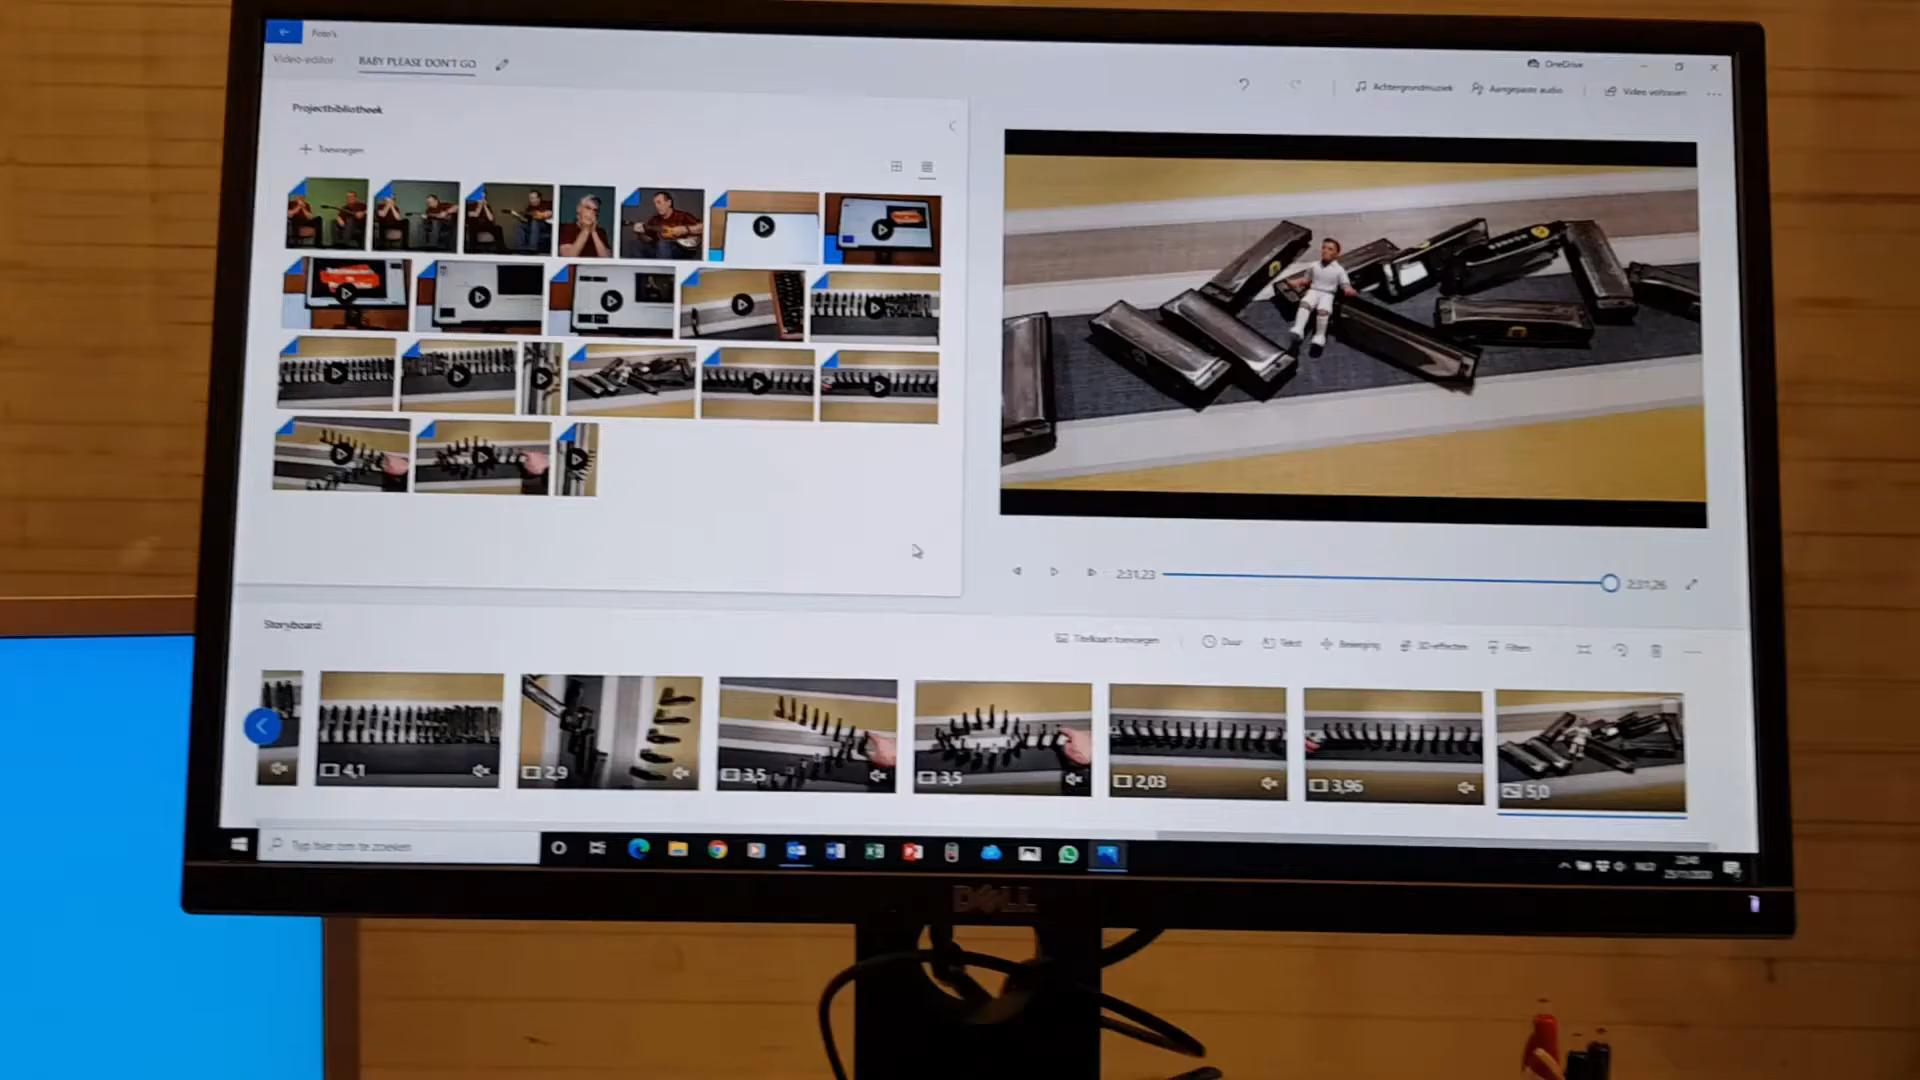 Foto's
OneDrive
Video-editor
BABY PLEASE DON'T GO
Achtergrondmuziek
Aangepaste audio
Video voltooien
Projectbibliotheek
Toevoegen
2:31,23
2:31,26
Storyboard
Titelkaart toevoegen
Duur
Tekst
Beweging
3D-effecten
Filters
4,1
2,9
3,5
3,5
2,03
3,96
5,0
Typ hier om te zoeken
DELL